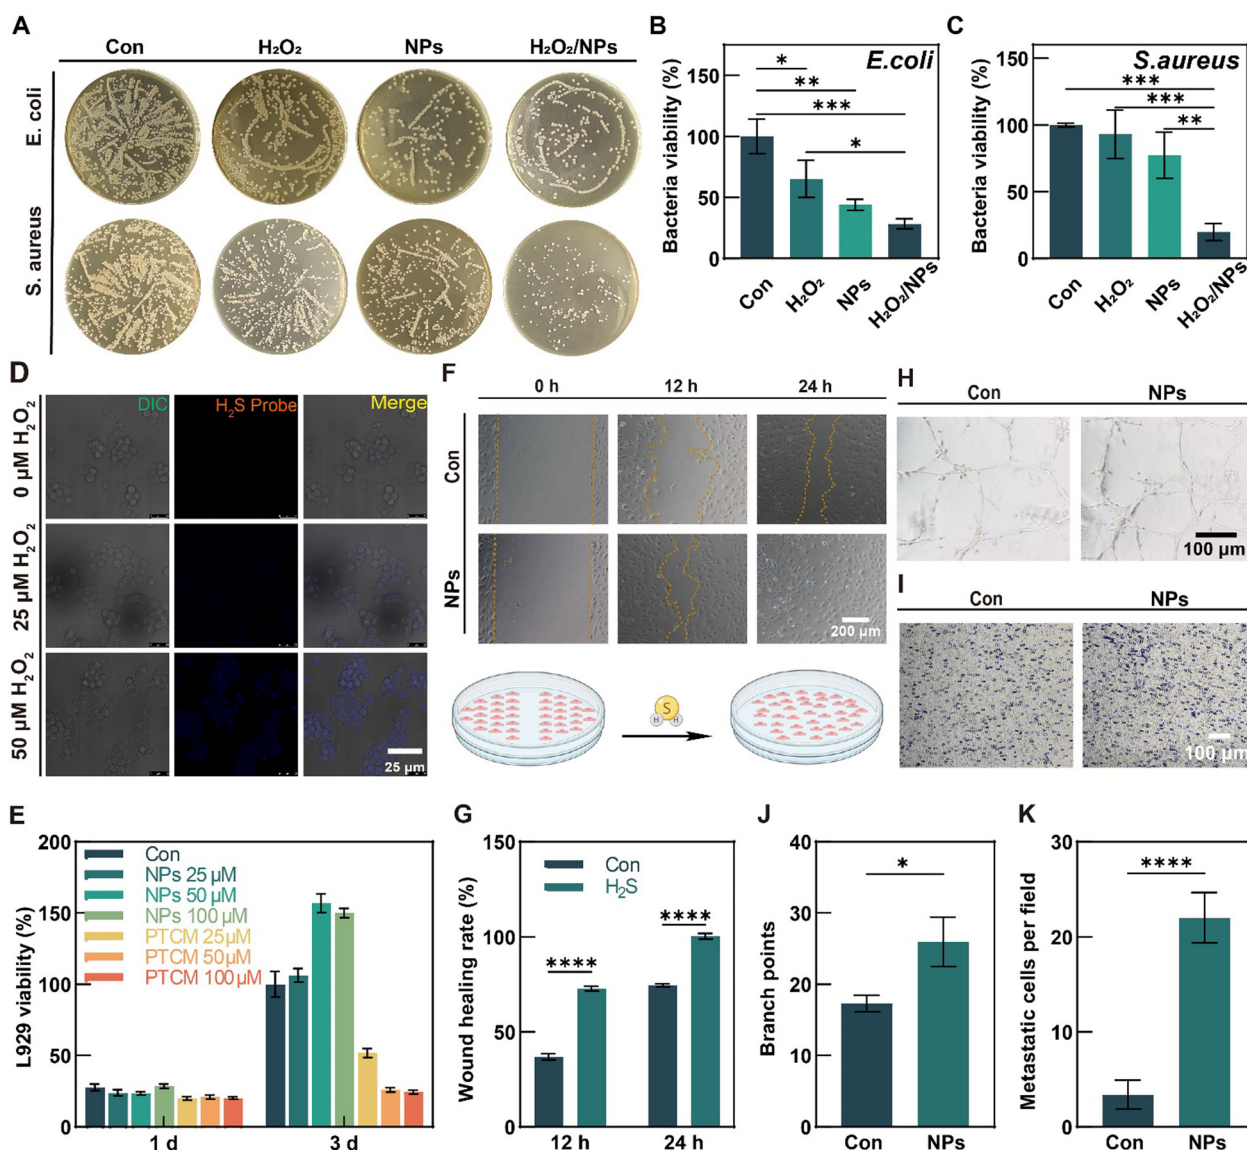 A
Con H₂O₂ NPs H₂O₂/NPs
E. coli
S. aureus
B
E.coli
Bacteria viability (%)
150
100
50
0
*
**
***
*
Con H₂O₂ NPs H₂O₂/NPs
C
S.aureus
Bacteria viability (%)
150
100
50
0
***
***
**
Con H₂O₂ NPs H₂O₂/NPs
D
DIC H₂S Probe Merge
0 µM H₂O₂
25 µM H₂O₂
50 µM H₂O₂
25 µm
F
0 h 12 h 24 h
Con
NPs
200 µm
S
H H
H
Con NPs
100 µm
I
Con NPs
100 µm
E
L929 viability (%)
200
150
100
50
0
Con
NPs 25 µM
NPs 50 µM
NPs 100 µM
PTCM 25 µM
PTCM 50 µM
PTCM 100 µM
1 d 3 d
G
Wound healing rate (%)
150
100
50
0
Con
H₂S
****
****
12 h 24 h
J
Branch points
40
30
20
10
0
*
Con NPs
K
Metastatic cells per field
30
20
10
0
****
Con NPs